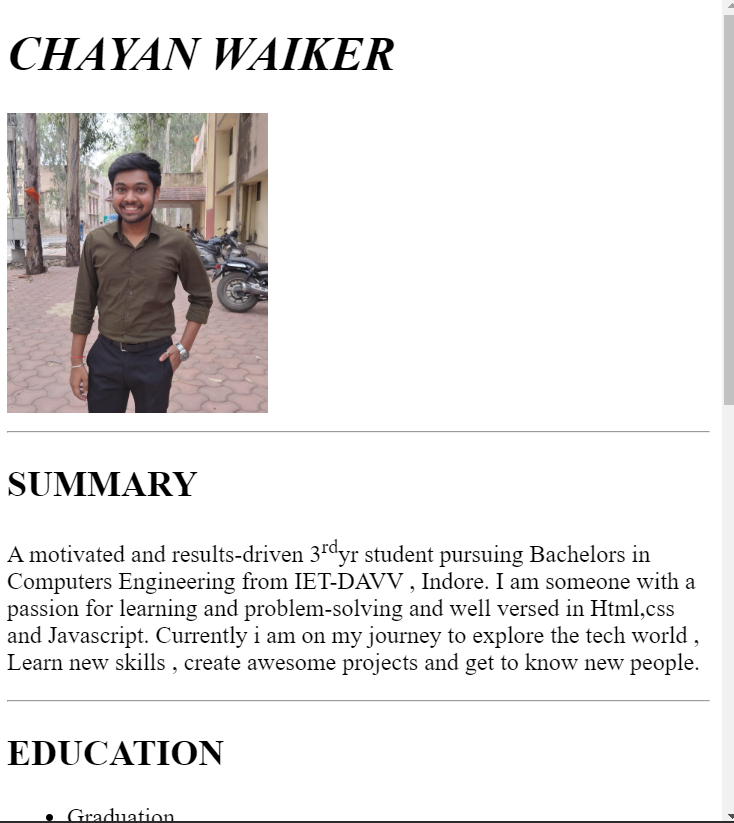 CHAYAN WAIKER
SUMMARY
A motivated and results-driven 3rdyr student pursuing Bachelors in
Computers Engineering from IET-DAVV , Indore. I am someone with a
passion for learning and problem-solving and well versed in Html,css
and Javascript. Currently i am on my journey to explore the tech world ,
Learn new skills , create awesome projects and get to know new people.
EDUCATION
• Graduation